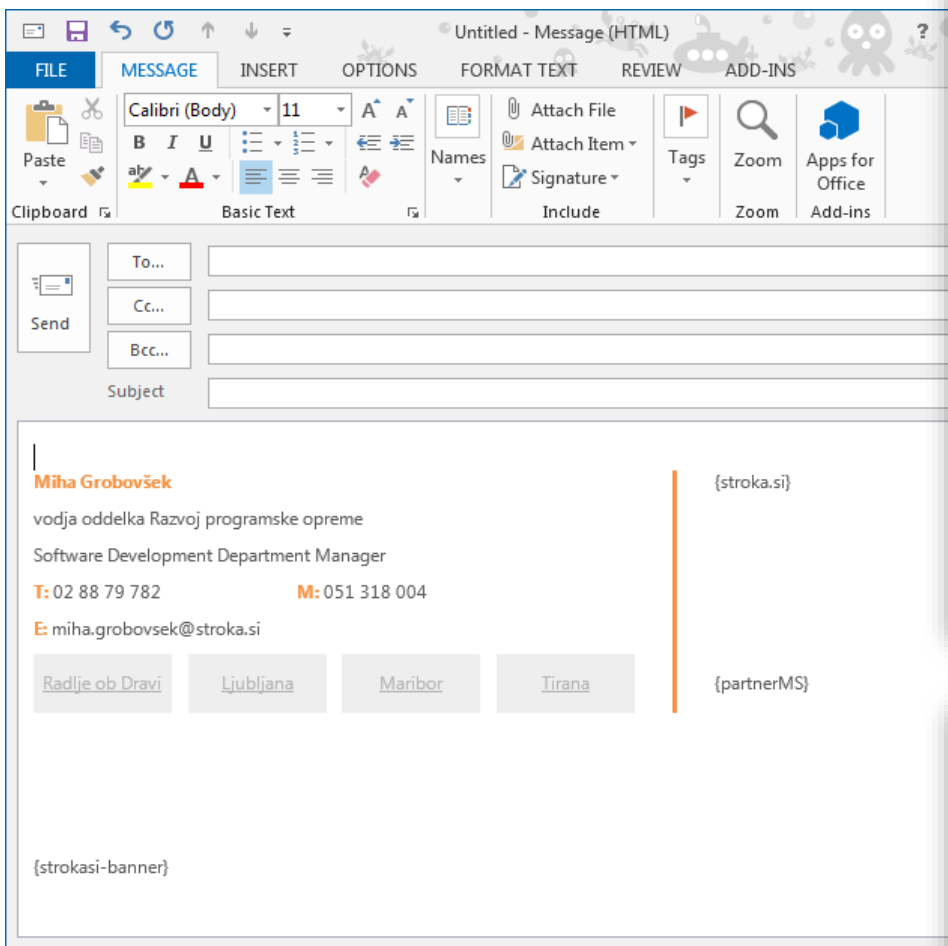 Untitled - Message (HTML)
?
FILE MESSAGE INSERT OPTIONS FORMAT TEXT REVIEW ADD-INS
Paste
Clipboard
Calibri (Body) 11 A A
B I U
aby A
Basic Text
Names
Attach File
Attach Item
Signature
Include
Tags
Zoom
Zoom
Apps for
Office
Add-ins
Send
To...
Cc...
Bcc...
Subject
Miha Grobovšek
vodja oddelka Razvoj programske opreme
Software Development Department Manager
T: 02 88 79 782 M: 051 318 004
E: miha.grobovsek@stroka.si
Radlje ob Dravi Ljubljana Maribor Tirana
{stroka.si}
{partnerMS}
{strokasi-banner}